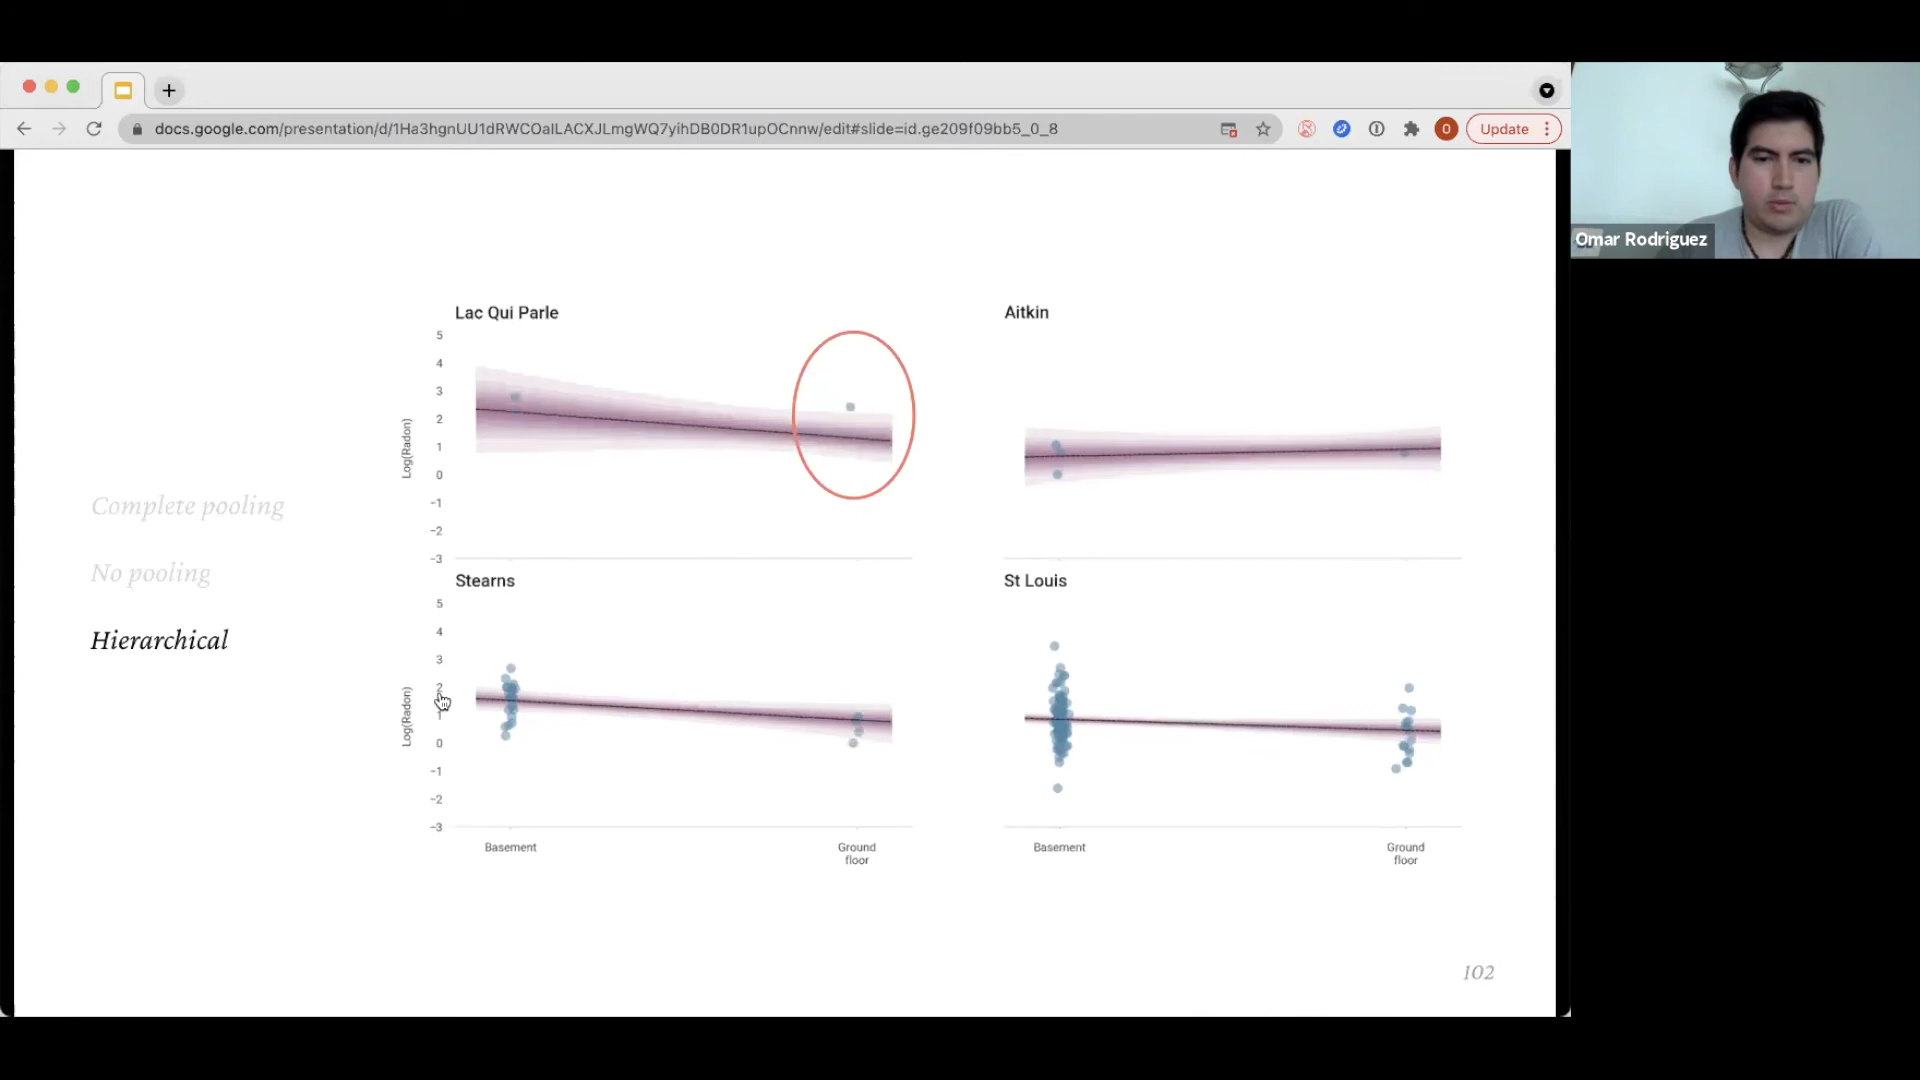 docs.google.com/presentation/d/1Ha3hgnUU1dRWCOaILACXJLmgWQ7yihDB0DR1upOCnnw/edit#slide=id.ge209f09bb5_0_8
O
Update
Omar Rodriguez
Lac Qui Parle
Aitkin
5
4
3
2
1
0
-1
-2
-3
Log(Radon)
Complete pooling
No pooling
Hierarchical
Stearns
St Louis
5
4
3
2
1
0
-1
-2
-3
Log(Radon)
Basement
Ground
floor
Basement
Ground
floor
102